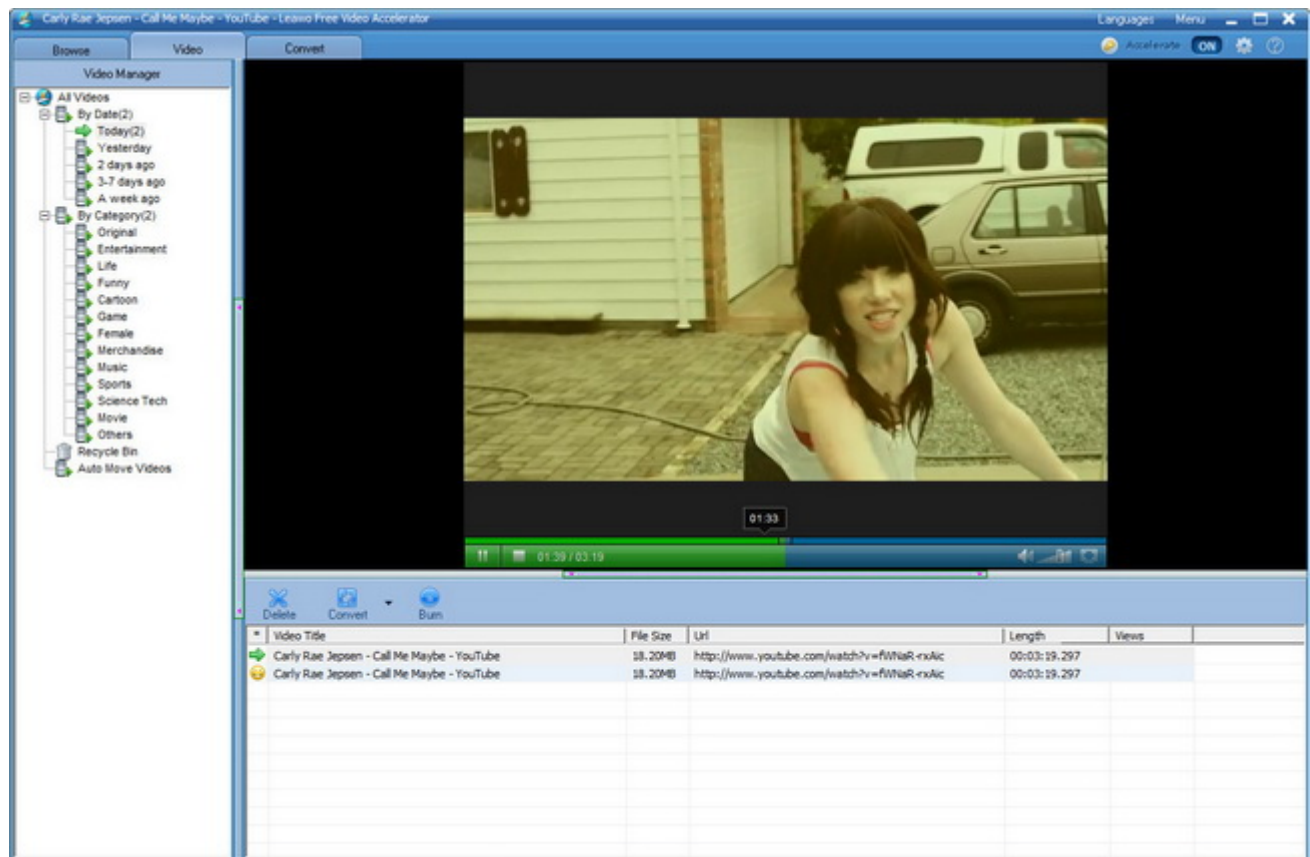 Carly Rae Jepsen - Call Me Maybe - YouTube - Leawo Free Video Accelerator
Languages Menu
Browse Video Convert
Accelerate ON
Video Manager
All Videos
By Date(2)
Today(2)
Yesterday
2 days ago
3-7 days ago
A week ago
By Category(2)
Original
Entertainment
Life
Funny
Cartoon
Game
Female
Merchandise
Music
Sports
Science Tech
Movie
Others
Recycle Bin
Auto Move Videos
01:33
01:39 / 03:19
Delete Convert Burn
* Video Title File Size Url Length Views
Carly Rae Jepsen - Call Me Maybe - YouTube 18.20MB http://www.youtube.com/watch?v=fWNaR-rxAic 00:03:19.297
Carly Rae Jepsen - Call Me Maybe - YouTube 18.20MB http://www.youtube.com/watch?v=fWNaR-rxAic 00:03:19.297